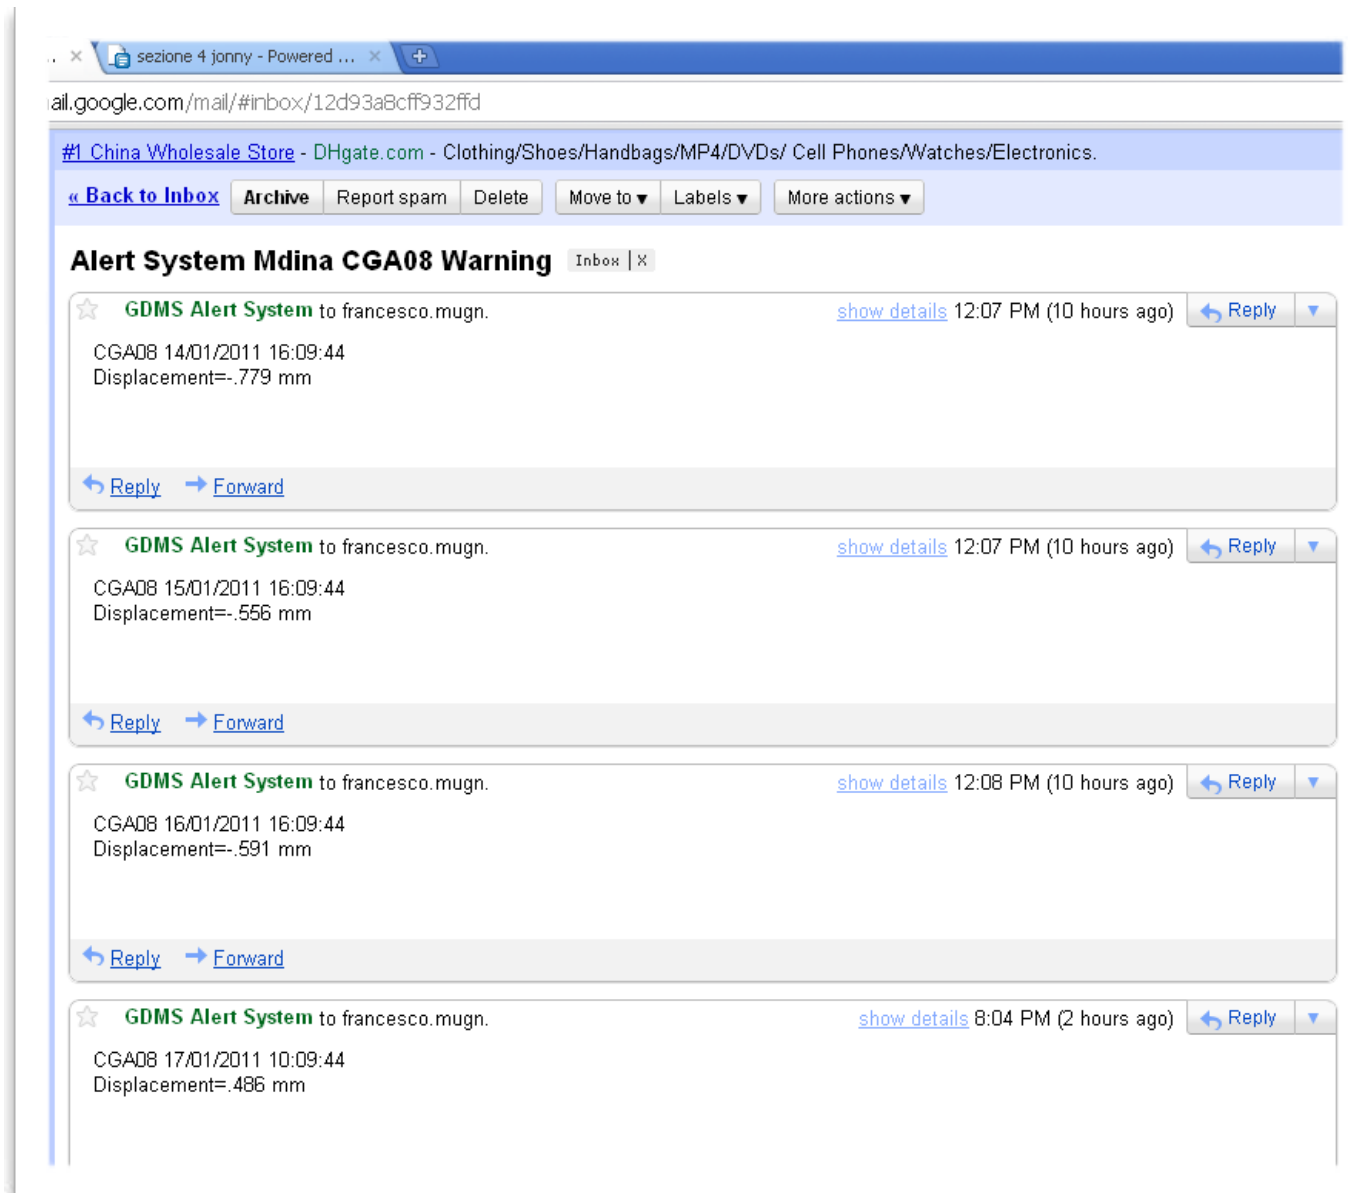 sezione 4 jonny - Powered ...
ail.google.com/mail/#inbox/12d93a8cff932ffd
#1 China Wholesale Store - DHgate.com - Clothing/Shoes/Handbags/MP4/DVDs/ Cell Phones/Watches/Electronics.
« Back to Inbox Archive Report spam Delete Move to ▾ Labels ▾ More actions ▾
Alert System Mdina CGA08 Warning Inbox | X
GDMS Alert System to francesco.mugn. show details 12:07 PM (10 hours ago) Reply
CGA08 14/01/2011 16:09:44
Displacement=-.779 mm
Reply Forward
GDMS Alert System to francesco.mugn. show details 12:07 PM (10 hours ago) Reply
CGA08 15/01/2011 16:09:44
Displacement=-.556 mm
Reply Forward
GDMS Alert System to francesco.mugn. show details 12:08 PM (10 hours ago) Reply
CGA08 16/01/2011 16:09:44
Displacement=-.591 mm
Reply Forward
GDMS Alert System to francesco.mugn. show details 8:04 PM (2 hours ago) Reply
CGA08 17/01/2011 10:09:44
Displacement=.486 mm